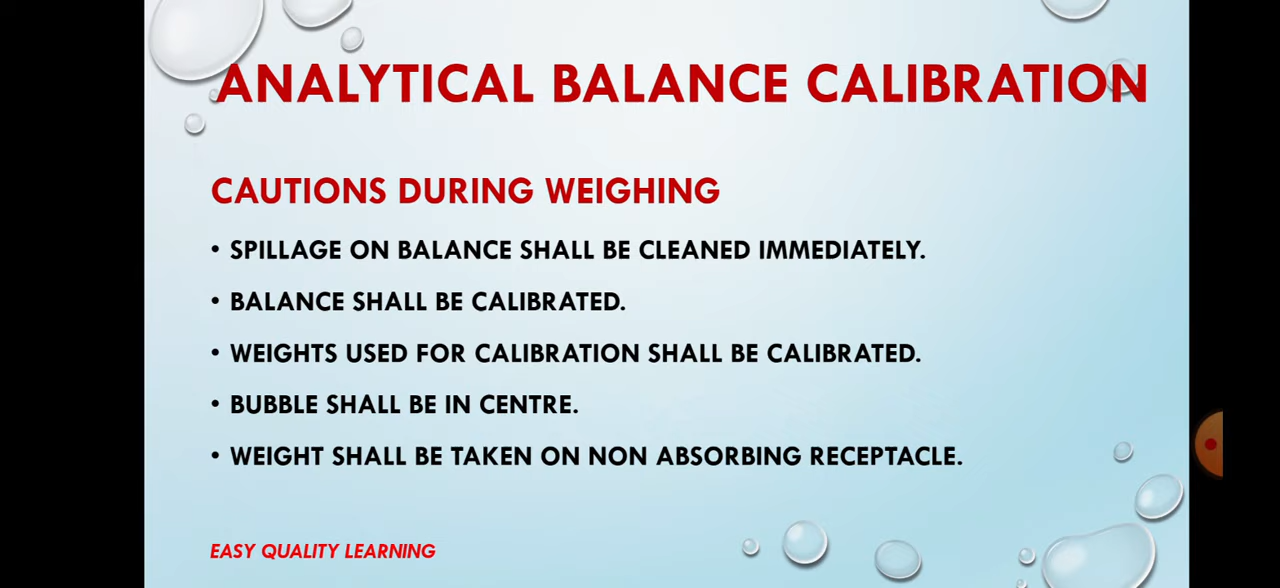 ANALYTICAL BALANCE CALIBRATION
CAUTIONS DURING WEIGHING
• SPILLAGE ON BALANCE SHALL BE CLEANED IMMEDIATELY.
• BALANCE SHALL BE CALIBRATED.
• WEIGHTS USED FOR CALIBRATION SHALL BE CALIBRATED.
• BUBBLE SHALL BE IN CENTRE.
• WEIGHT SHALL BE TAKEN ON NON ABSORBING RECEPTACLE.
EASY QUALITY LEARNING